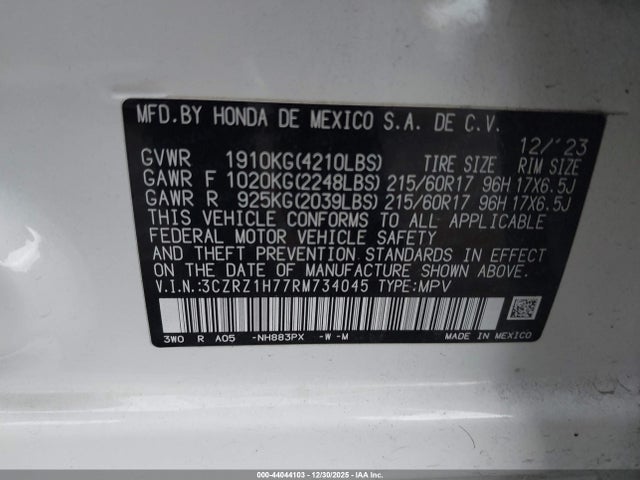 MFD.BY HONDA DE MEXICO S.A. DE C.V.
12/'23
GVWR 1910KG(4210LBS) TIRE SIZE RIM SIZE
GAWR F 1020KG(2248LBS) 215/60R17 96H 17X6.5J
GAWR R 925KG(2039LBS) 215/60R17 96H 17X6.5J
THIS VEHICLE CONFORMS TO ALL APPLICABLE
FEDERAL MOTOR VEHICLE SAFETY
AND THEFT PREVENTION STANDARDS IN EFFECT
ON THE DATE OF MANUFACTURE SHOWN ABOVE.
V.I.N.:3CZRZ1H77RM734045 TYPE:MPV
3WO R A05 -NH883PX -W -M MADE IN MEXICO
000-44044103 - 12/30/2025 - IAA Inc.